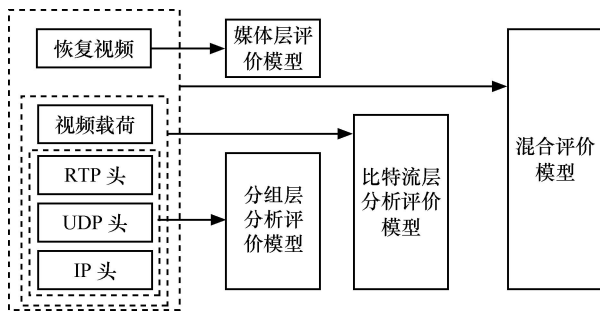 恢复视频
媒体层评
价模型
视频载荷
RTP 头
UDP 头
IP 头
分组层
分析评
价模型
比特流层
分析评价
模型
混合评价
模型